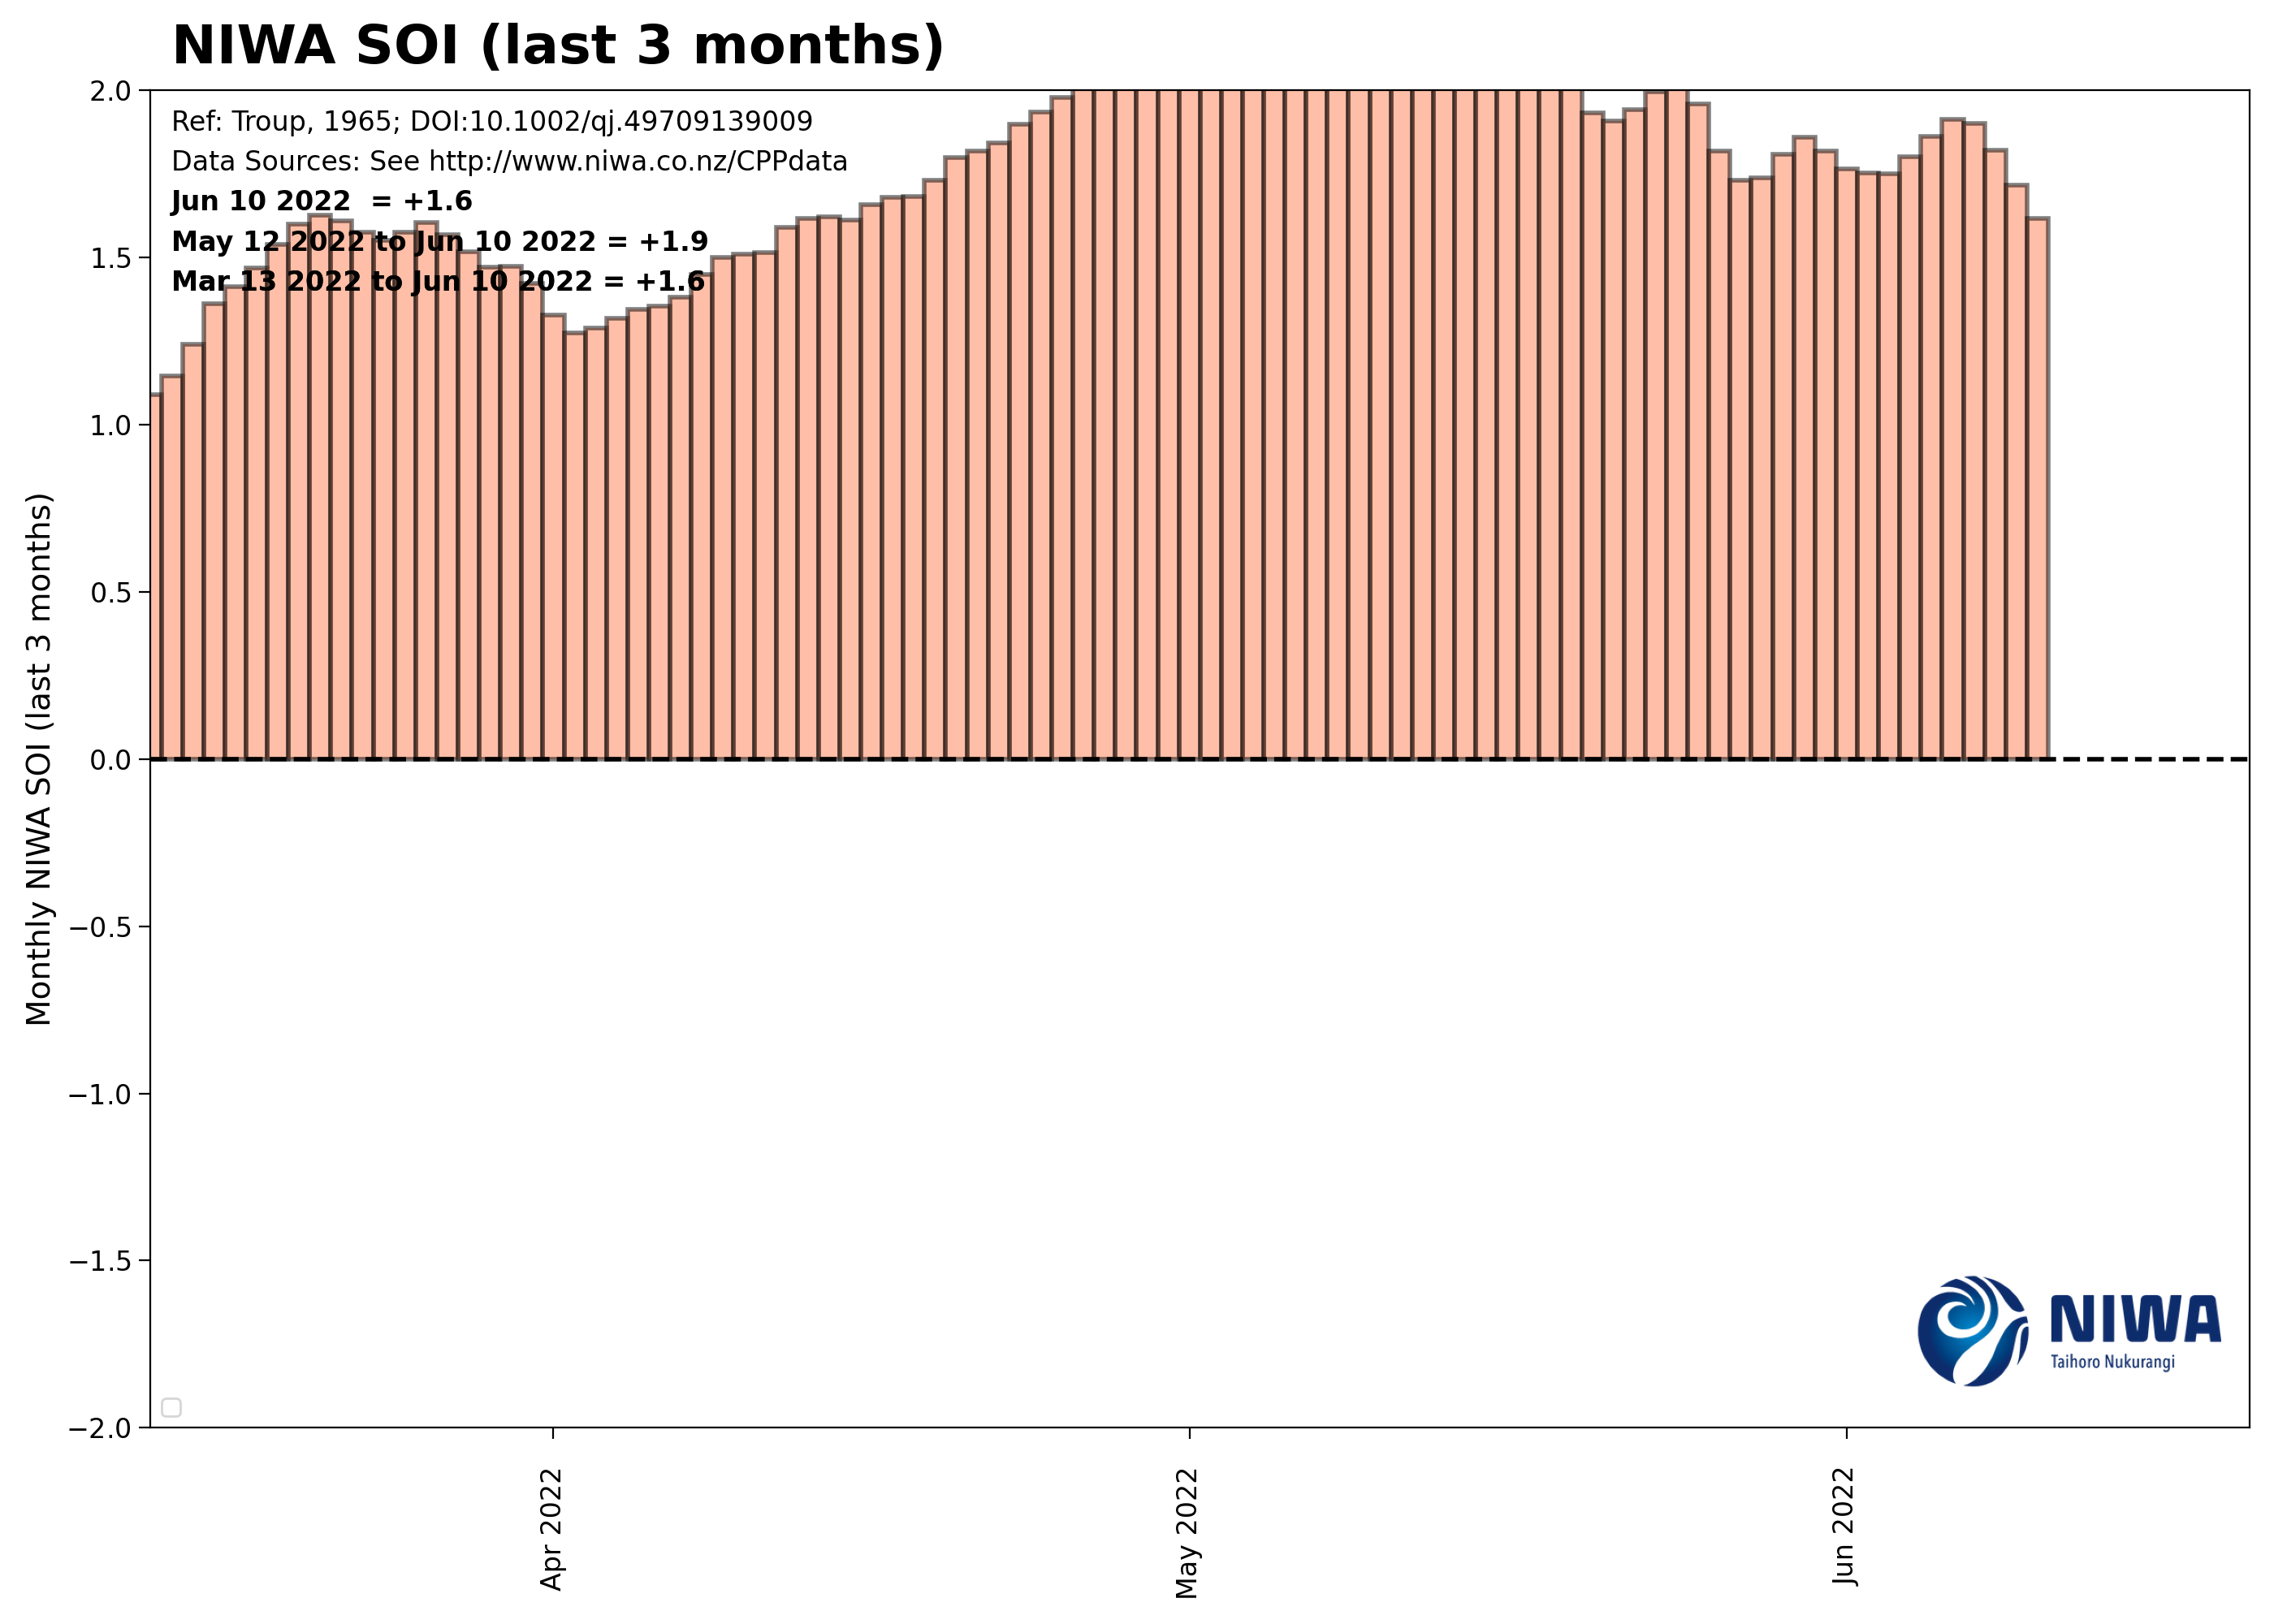 NIWA SOI (last 3 months)
2.0
Ref: Troup, 1965; DOI:10.1002/qj.49709139009
Data Sources: See http://www.niwa.co.nz/CPPdata
Jun 10 2022  = +1.6
May 12 2022 to Jun 10 2022 = +1.9
Mar 13 2022 to Jun 10 2022 = +1.6
1.5
1.0
0.5
0.0
−0.5
−1.0
−1.5
−2.0
Monthly NIWA SOI (last 3 months)
NIWA
Taihoro Nukurangi
Apr 2022
May 2022
Jun 2022